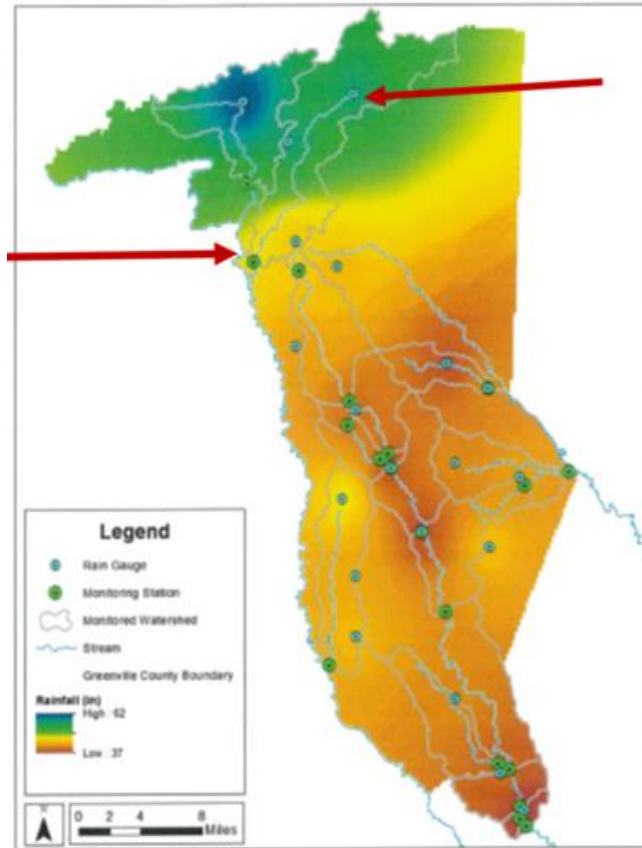 Legend
Rain Gauge
Monitoring Station
Monitored Watershed
Stream
Greenville County Boundary
Rainfall (in)
High : 62
Low : 37
N
0 2 4 8
Miles